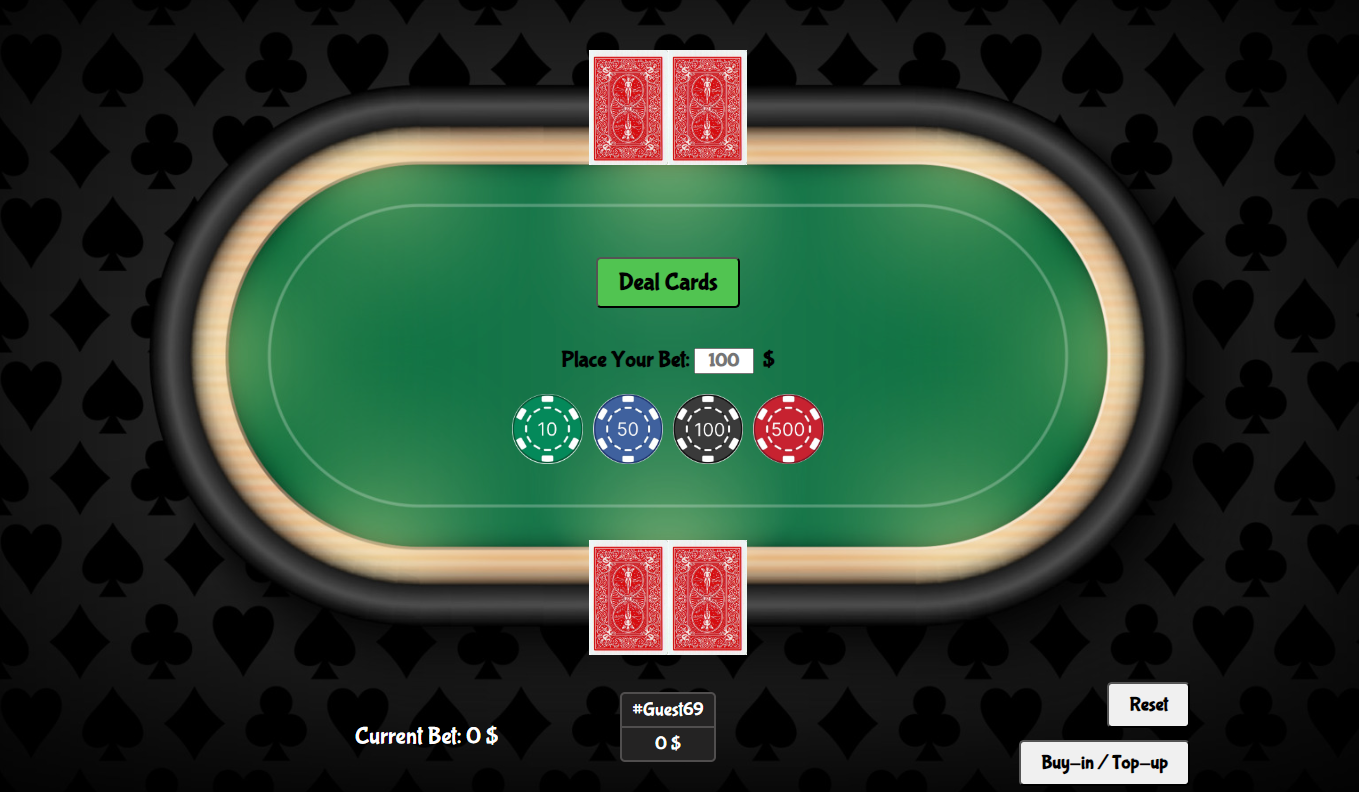 Deal Cards
Place Your Bet: 100 $
10 50 100 500
#Guest69
Current Bet: 0 $
0 $
Reset
Buy-in / Top-up